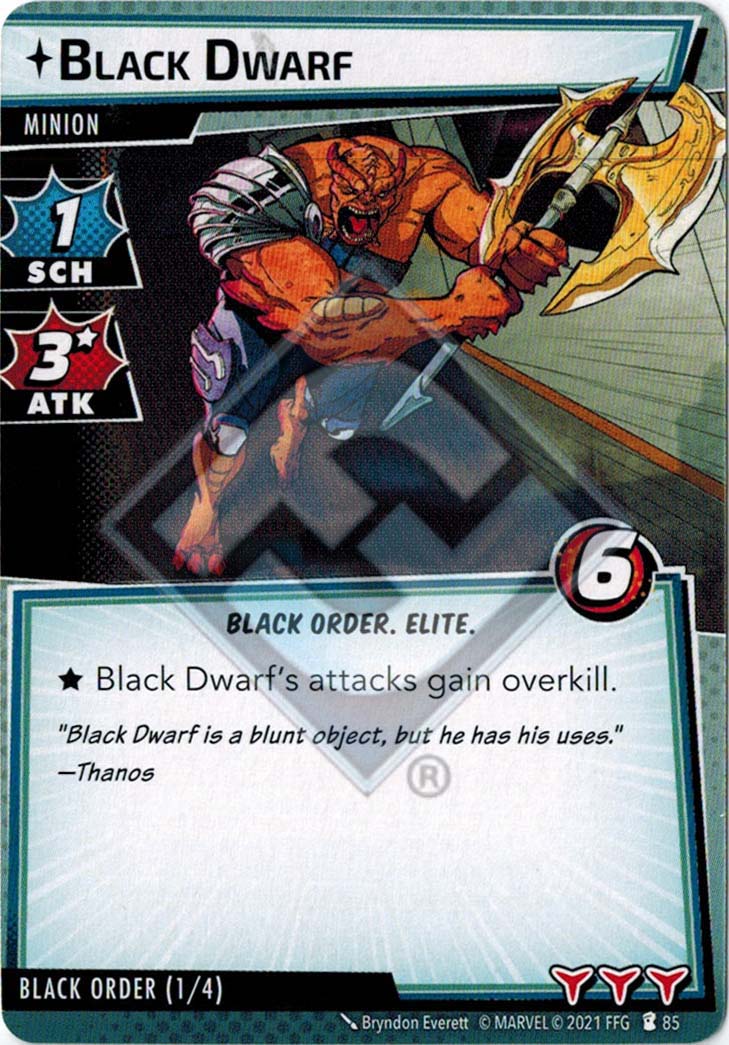 BLACK DWARF
MINION
1
SCH
3
ATK
6
BLACK ORDER. ELITE.
★ Black Dwarf's attacks gain overkill.
"Black Dwarf is a blunt object, but he has his uses."
—Thanos
®
BLACK ORDER (1/4)
Bryndon Everett © MARVEL © 2021 FFG 85